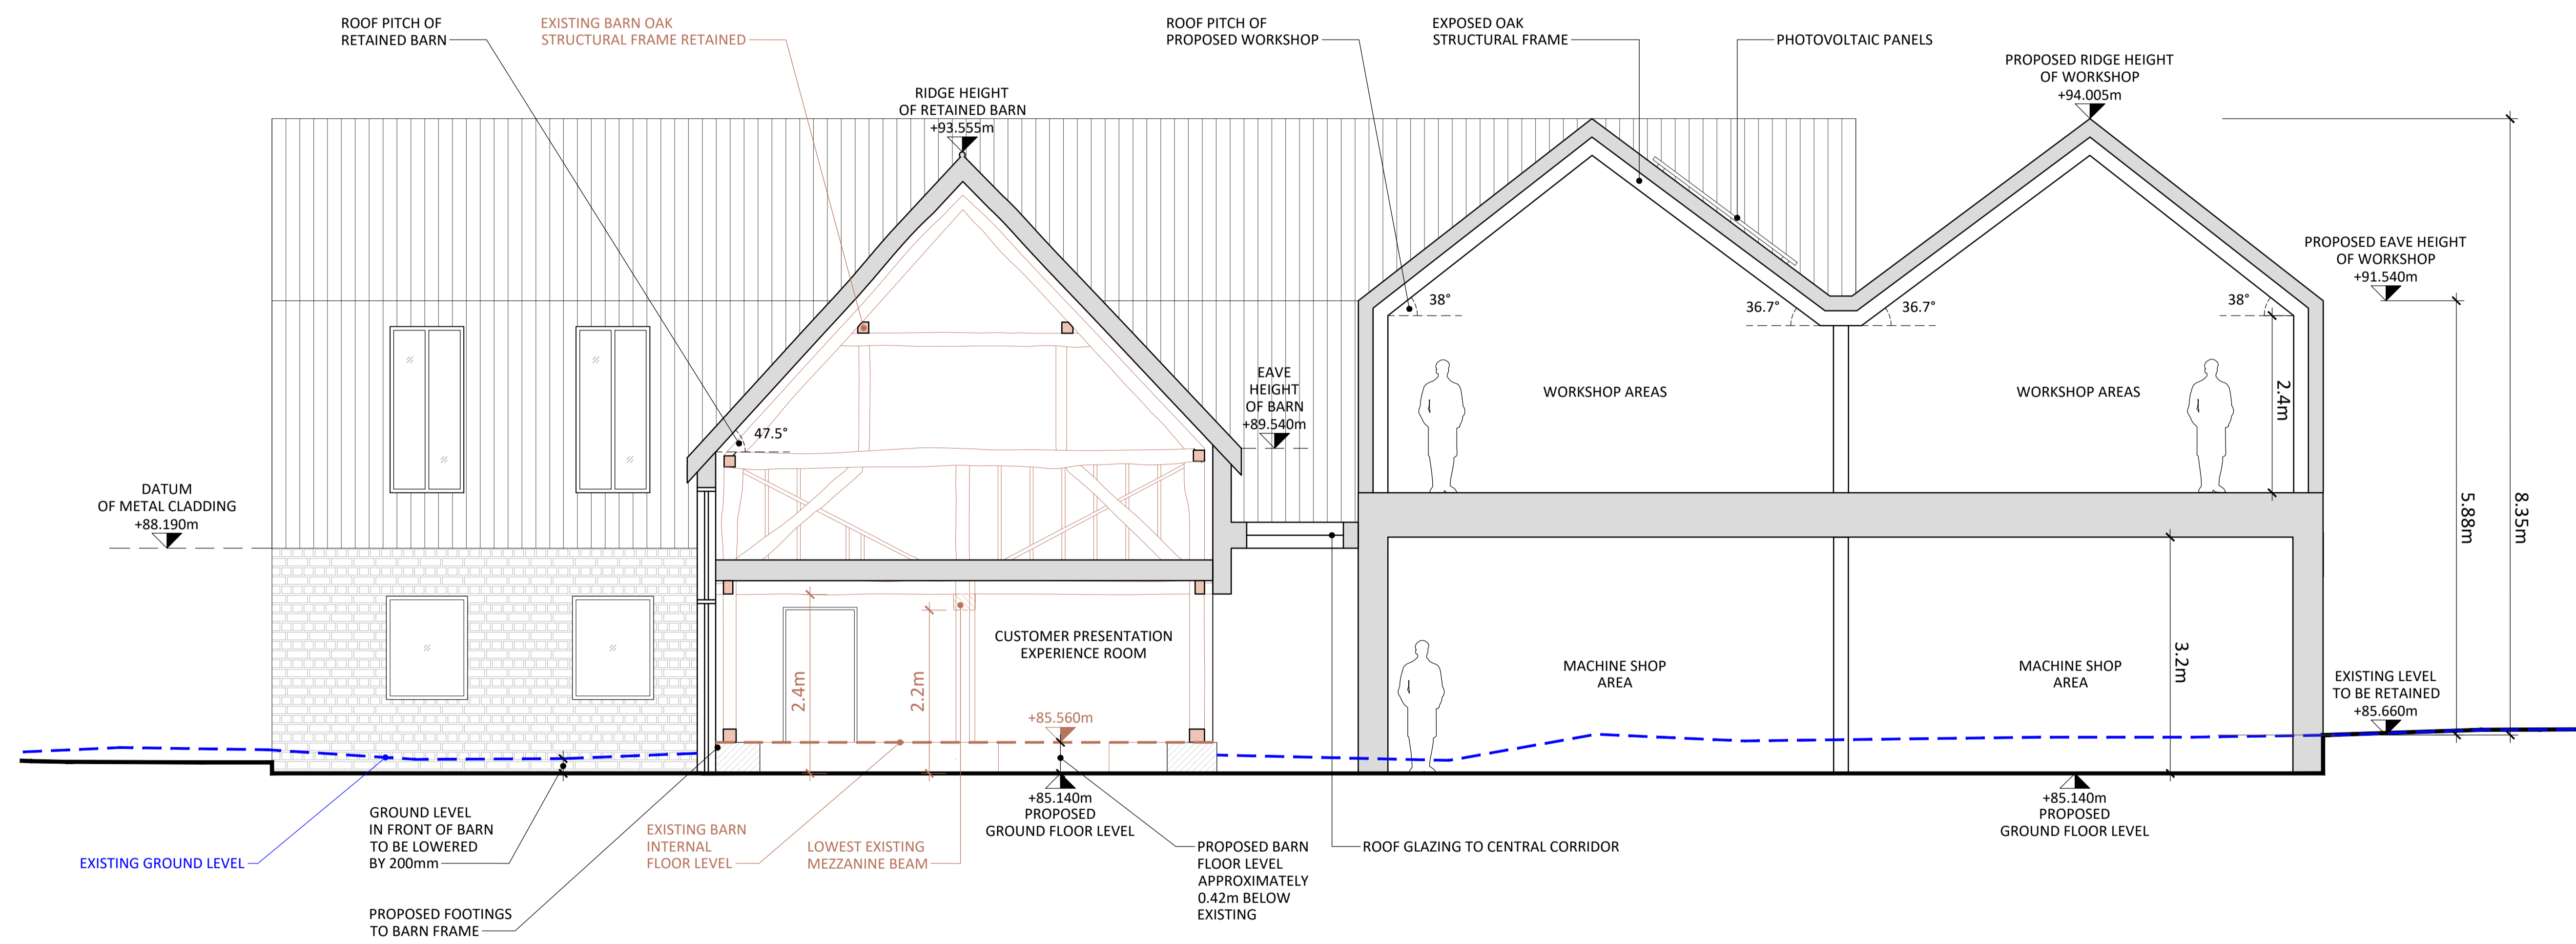 ROOF PITCH OF
RETAINED BARN
EXISTING BARN OAK
STRUCTURAL FRAME RETAINED
ROOF PITCH OF
PROPOSED WORKSHOP
EXPOSED OAK
STRUCTURAL FRAME
PHOTOVOLTAIC PANELS
PROPOSED RIDGE HEIGHT
OF WORKSHOP
+94.005m
RIDGE HEIGHT
OF RETAINED BARN
+93.555m
PROPOSED EAVE HEIGHT
OF WORKSHOP
+91.540m
38°
36.7°
36.7°
38°
EAVE
HEIGHT
OF BARN
+89.540m
47.5°
WORKSHOP AREAS
WORKSHOP AREAS
2.4m
5.88m
8.35m
DATUM
OF METAL CLADDING
+88.190m
CUSTOMER PRESENTATION
EXPERIENCE ROOM
2.4m
2.2m
MACHINE SHOP
AREA
MACHINE SHOP
AREA
3.2m
EXISTING LEVEL
TO BE RETAINED
+85.660m
+85.560m
+85.140m
PROPOSED
GROUND FLOOR LEVEL
+85.140m
PROPOSED
GROUND FLOOR LEVEL
EXISTING GROUND LEVEL
GROUND LEVEL
IN FRONT OF BARN
TO BE LOWERED
BY 200mm
EXISTING BARN
INTERNAL
FLOOR LEVEL
LOWEST EXISTING
MEZZANINE BEAM
PROPOSED BARN
FLOOR LEVEL
APPROXIMATELY
0.42m BELOW
EXISTING
ROOF GLAZING TO CENTRAL CORRIDOR
PROPOSED FOOTINGS
TO BARN FRAME